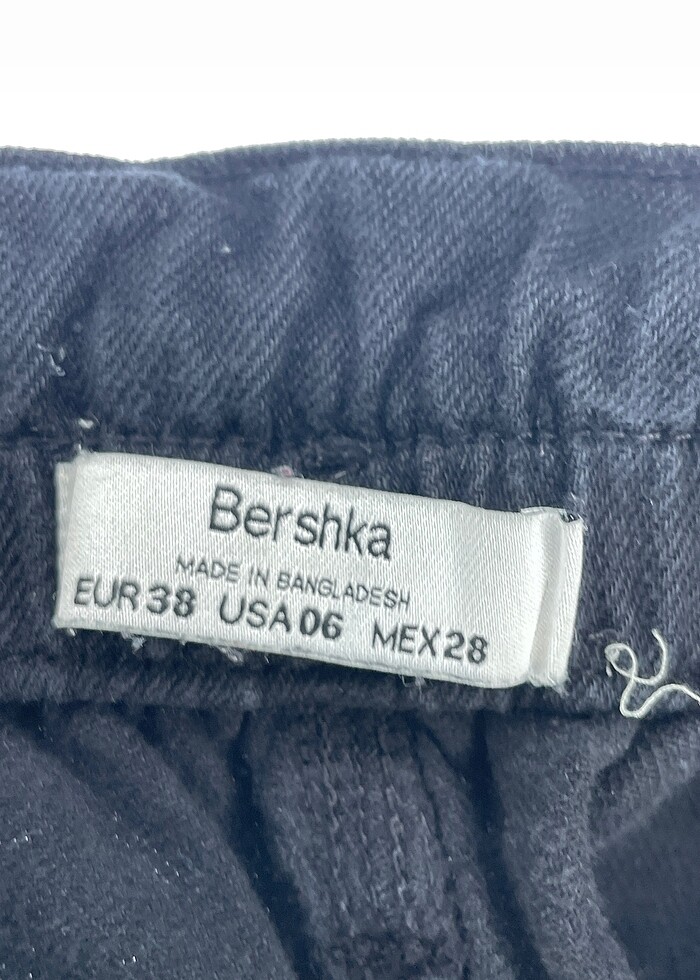 Bershka
MADE IN BANGLADESH
EUR 38 USA 06 MEX 28